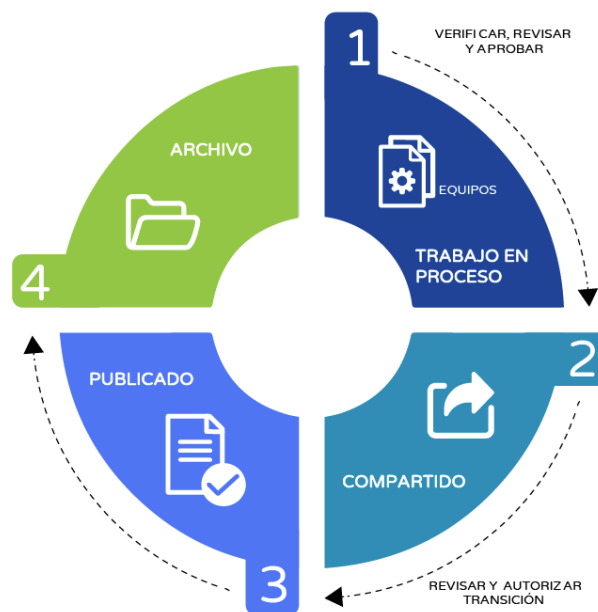 1
VERIFICAR, REVISAR
Y APROBAR
EQUIPOS
TRABAJO EN
PROCESO
2
COMPARTIDO
REVISAR Y AUTORIZAR
TRANSICIÓN
3
PUBLICADO
4
ARCHIVO